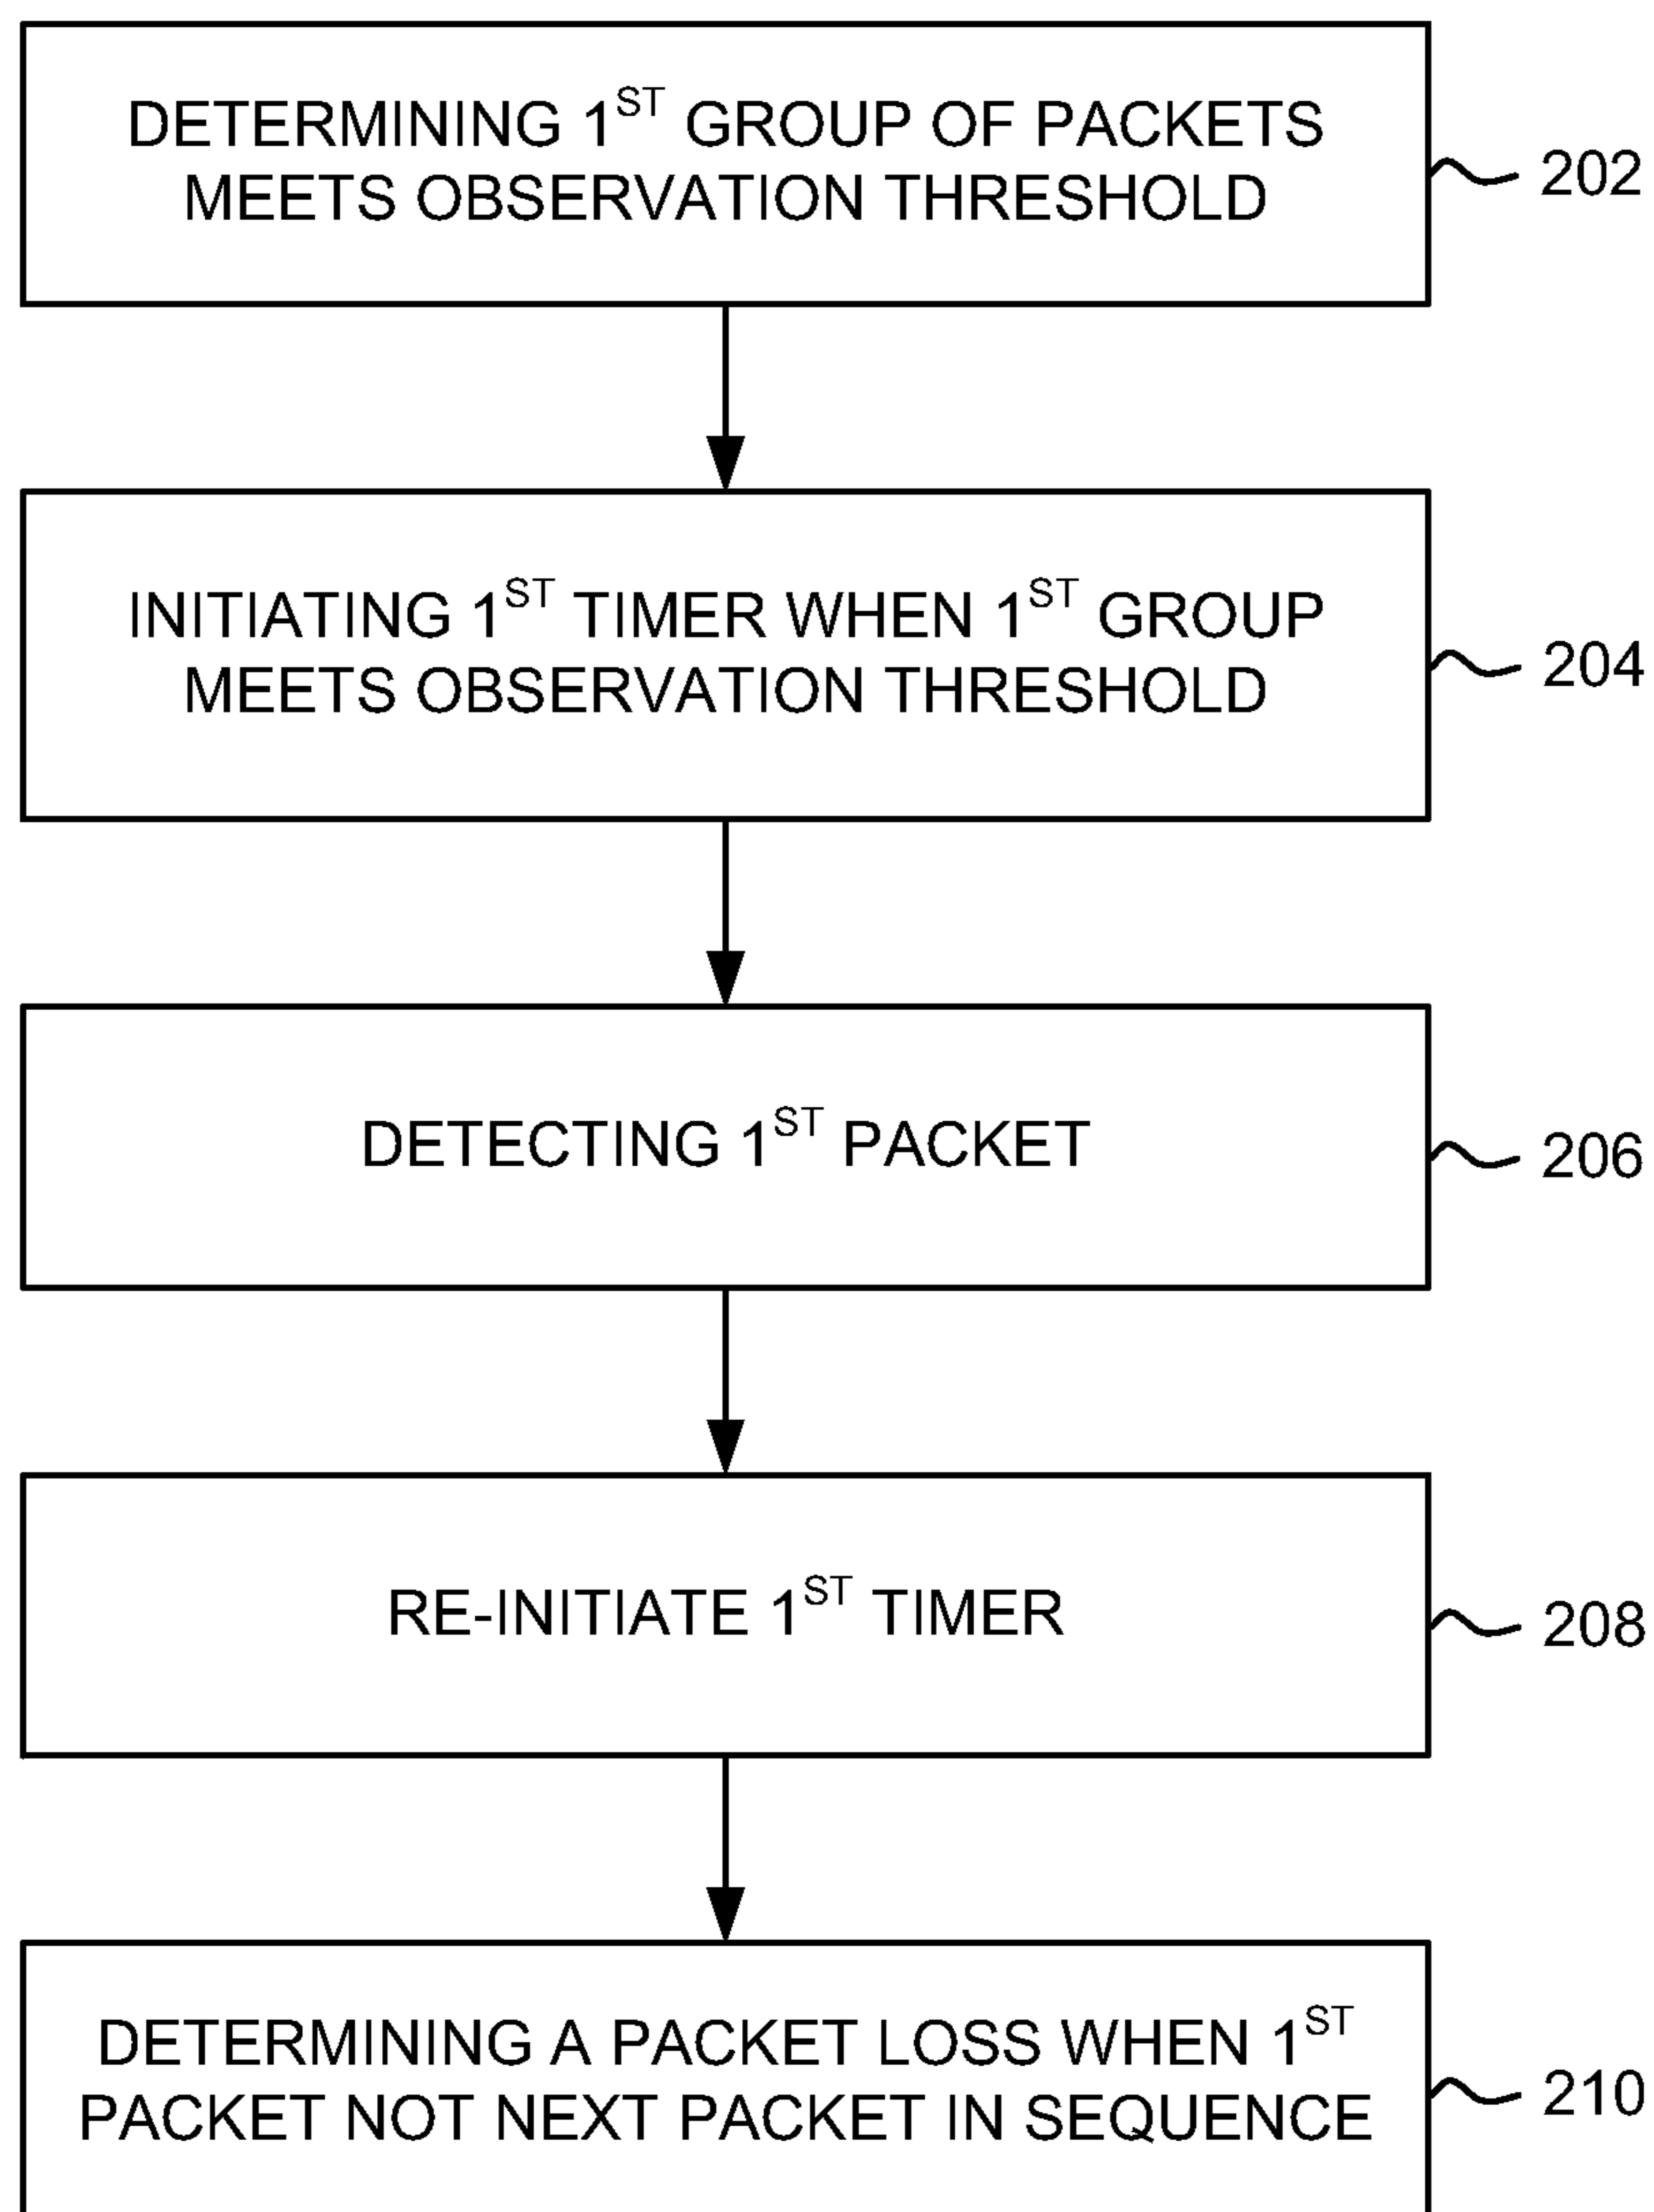 DETERMINING 1ST GROUP OF PACKETS
MEETS OBSERVATION THRESHOLD
202
INITIATING 1ST TIMER WHEN 1ST GROUP
MEETS OBSERVATION THRESHOLD
204
DETECTING 1ST PACKET
206
RE-INITIATE 1ST TIMER
208
DETERMINING A PACKET LOSS WHEN 1ST
PACKET NOT NEXT PACKET IN SEQUENCE
210